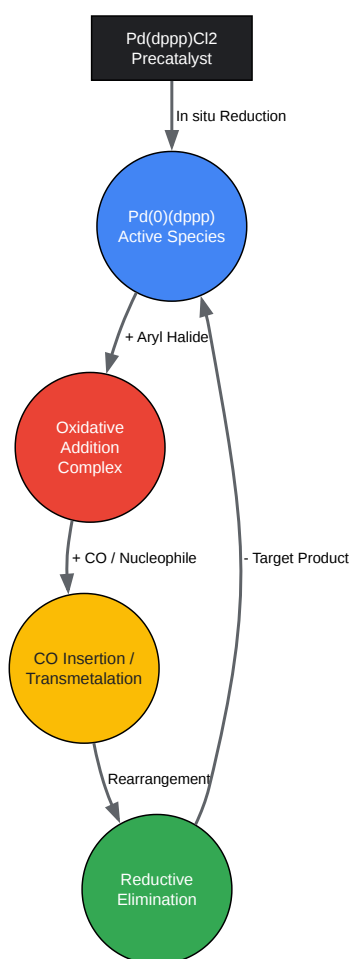 Pd(dppp)Cl2
Precatalyst
In situ Reduction
Pd(0)(dppp)
Active Species
+ Aryl Halide
Oxidative
Addition
Complex
+ CO / Nucleophile
- Target Product
CO Insertion /
Transmetalation
Rearrangement
Reductive
Elimination